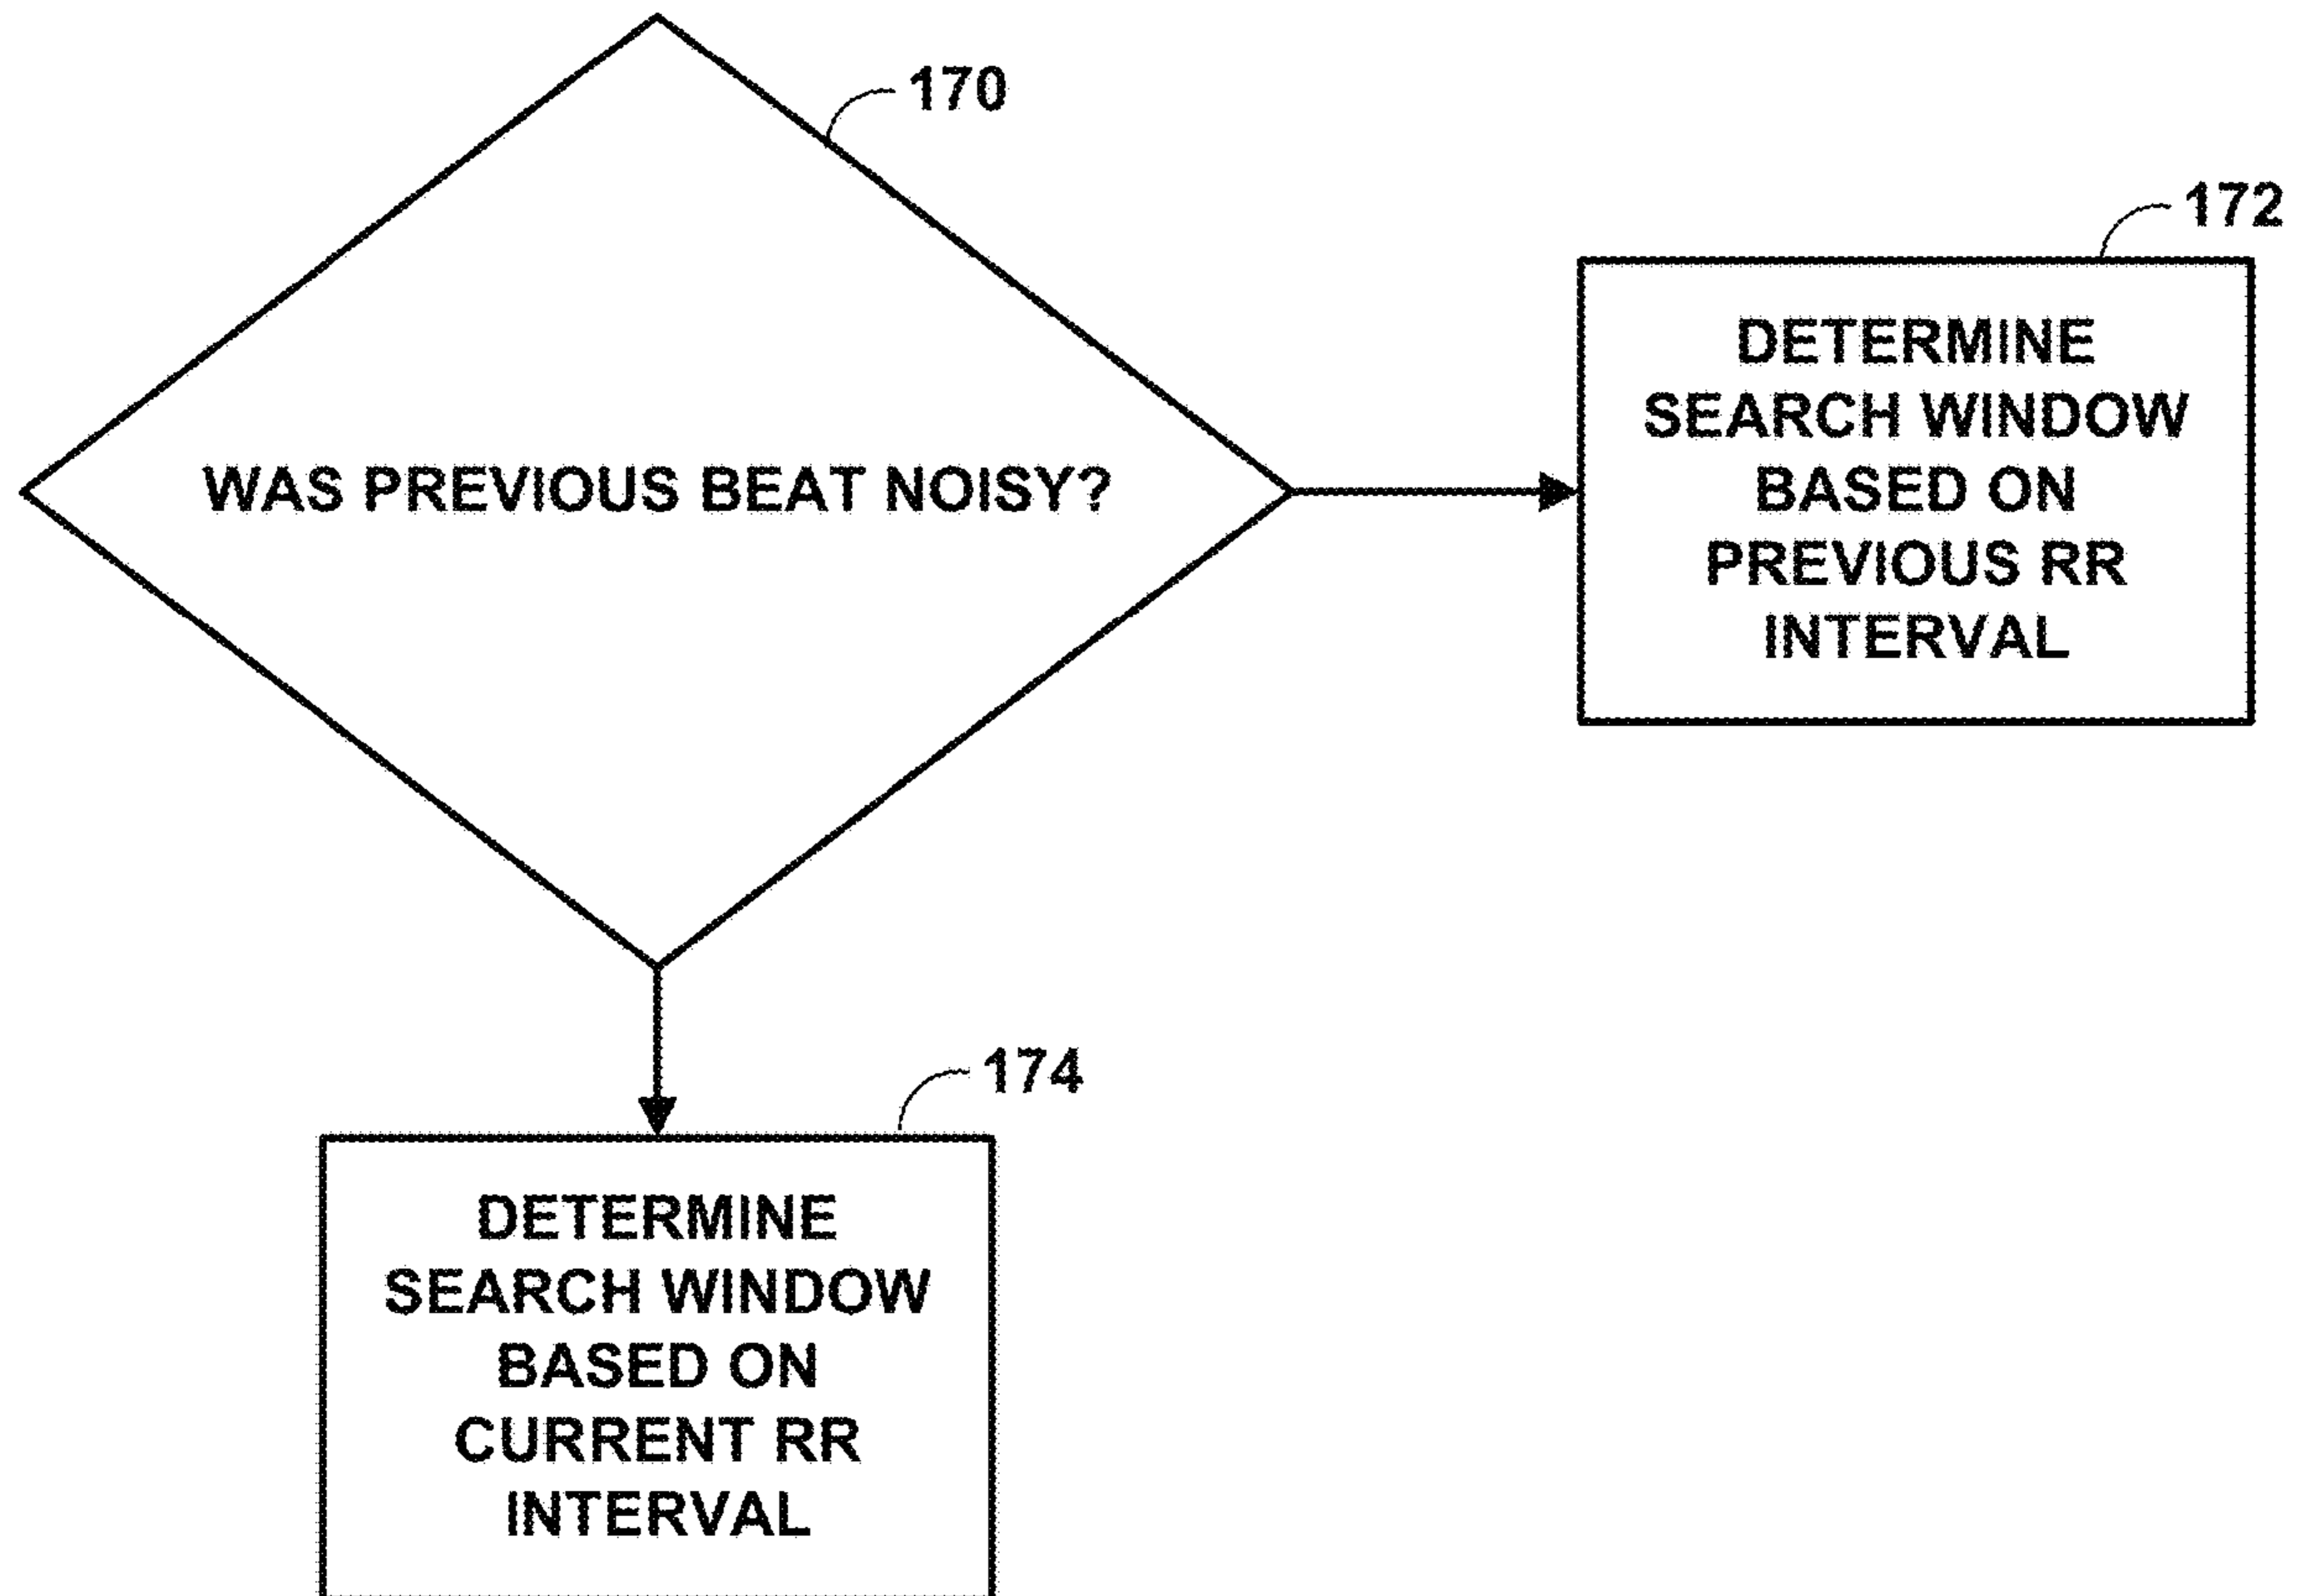 170
172
WAS PREVIOUS BEAT NOISY?
DETERMINE
SEARCH WINDOW
BASED ON
PREVIOUS RR
INTERVAL
174
DETERMINE
SEARCH WINDOW
BASED ON
CURRENT RR
INTERVAL